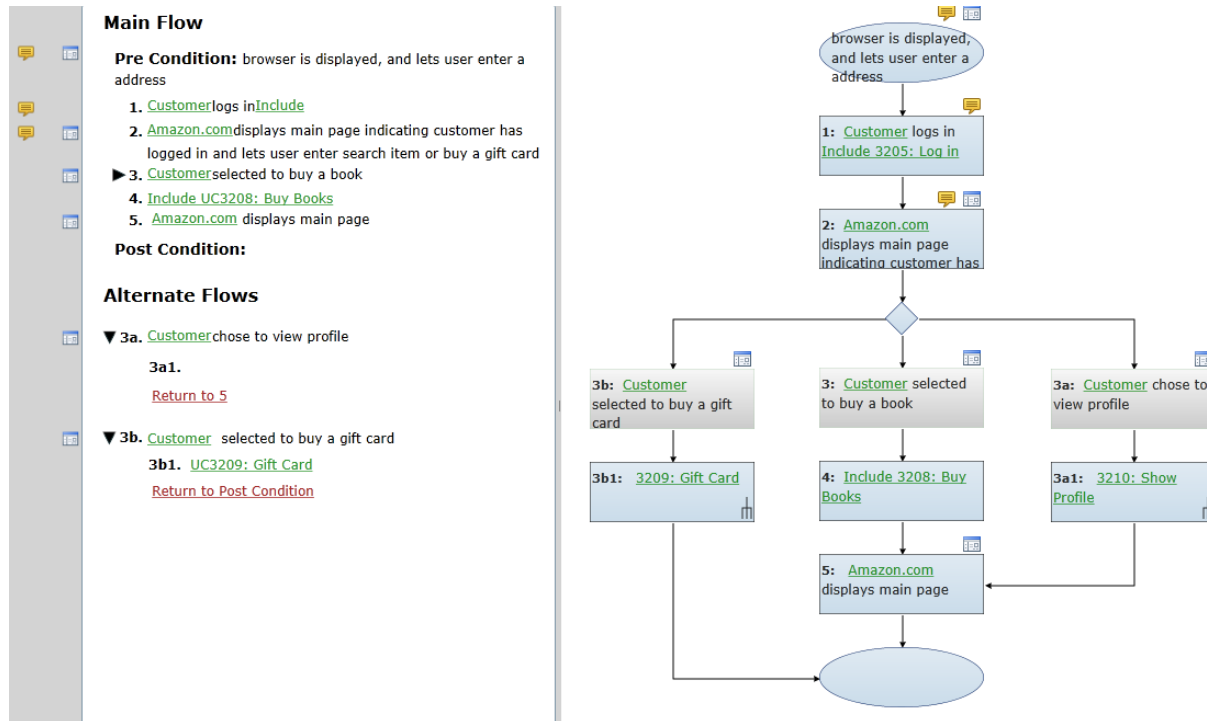 Main Flow
Pre Condition: browser is displayed, and lets user enter a
address
1. Customerlogs inInclude
2. Amazon.comdisplays main page indicating customer has
logged in and lets user enter search item or buy a gift card
3. Customerselected to buy a book
4. Include UC3208: Buy Books
5. Amazon.com displays main page
Post Condition:
Alternate Flows
3a. Customerchose to view profile
3a1.
Return to 5
3b. Customer selected to buy a gift card
3b1. UC3209: Gift Card
Return to Post Condition
browser is displayed,
and lets user enter a
address
1: Customer logs in
Include 3205: Log in
2: Amazon.com
displays main page
indicating customer has
3b: Customer
selected to buy a gift
card
3: Customer selected
to buy a book
3a: Customer chose to
view profile
3b1: 3209: Gift Card
4: Include 3208: Buy
Books
3a1: 3210: Show
Profile
5: Amazon.com
displays main page